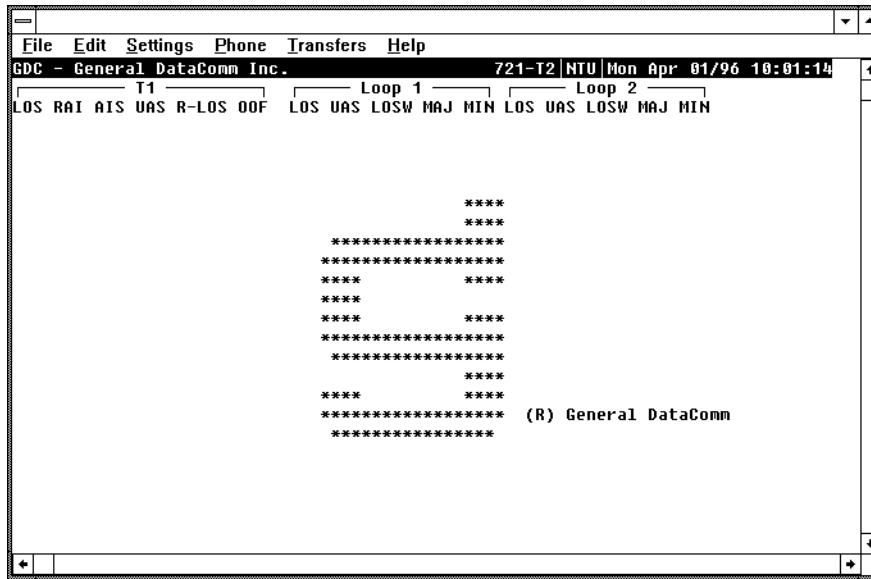 File Edit Settings Phone Transfers Help
GDC - General DataComm Inc. 721-T2|NTU|Mon Apr 01/96 10:01:14
T1 Loop 1 Loop 2
LOS RAI AIS UAS R-LOS OOF LOS UAS LOSW MAJ MIN LOS UAS LOSW MAJ MIN
****
****
*****************
******************
**** ****
****
**** ****
******************
*****************
****
**** ****
****************** (R) General DataComm
****************